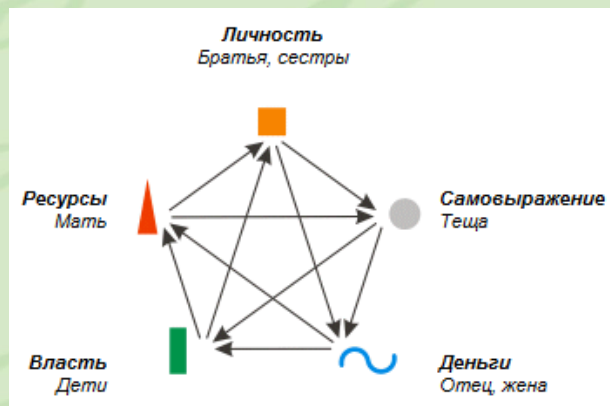 Личность
Братья, сестры
Ресурсы
Мать
Самовыражение
Теща
Власть
Дети
Деньги
Отец, жена